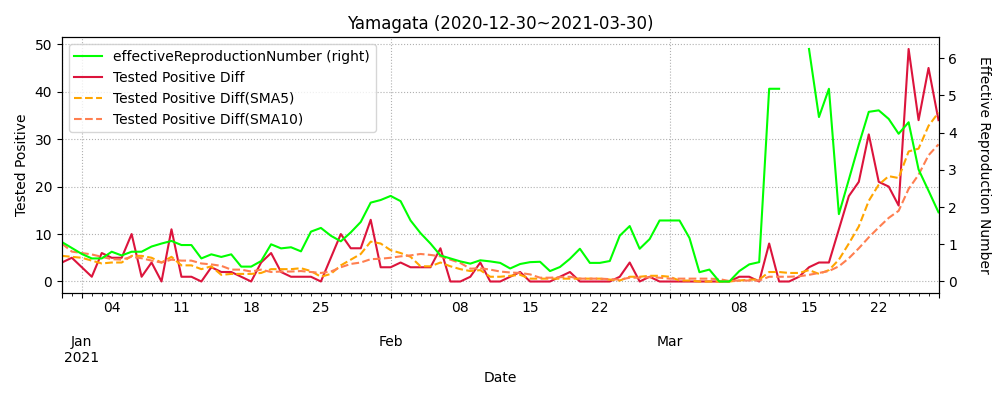 Yamagata (2020-12-30~2021-03-30)
effectiveReproductionNumber (right)
Tested Positive Diff
Tested Positive Diff(SMA5)
Tested Positive Diff(SMA10)
Tested Positive
50
40
30
20
10
0
Effective Reproduction Number
6
5
4
3
2
1
0
04 11 18 25 08 15 22 08 15 22
Jan Feb Mar
2021
Date